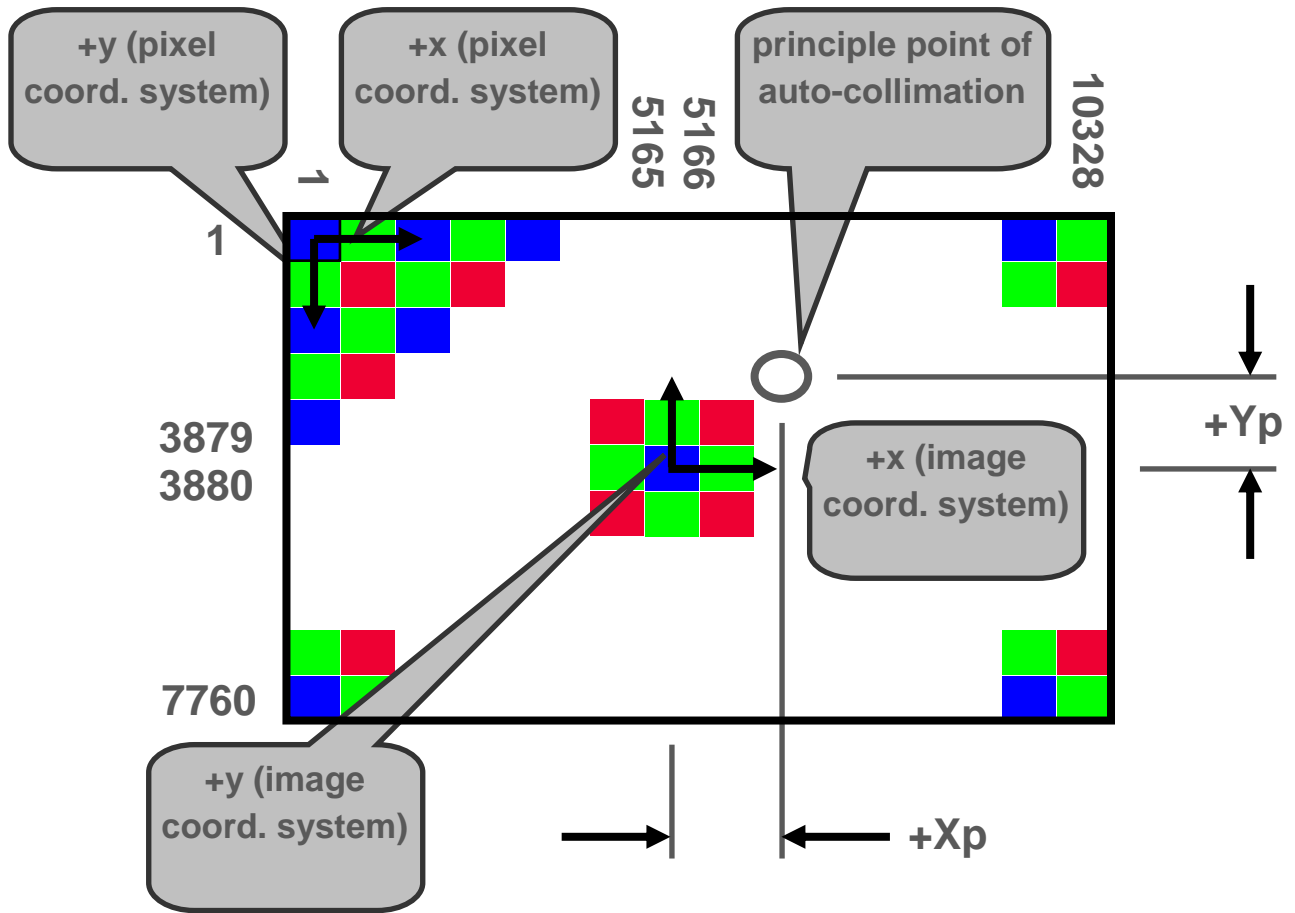 +y (pixel
coord. system)
+x (pixel
coord. system)
principle point of
auto-collimation
1
5165
5166
10328
1
3879
3880
7760
+Yp
+x (image
coord. system)
+y (image
coord. system)
+Xp